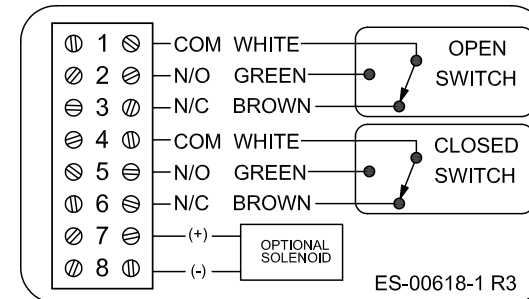 1 COM WHITE
2 N/O GREEN
3 N/C BROWN
OPEN
SWITCH
4 COM WHITE
5 N/O GREEN
6 N/C BROWN
CLOSED
SWITCH
7 (+)
8 (-)
OPTIONAL
SOLENOID
ES-00618-1 R3